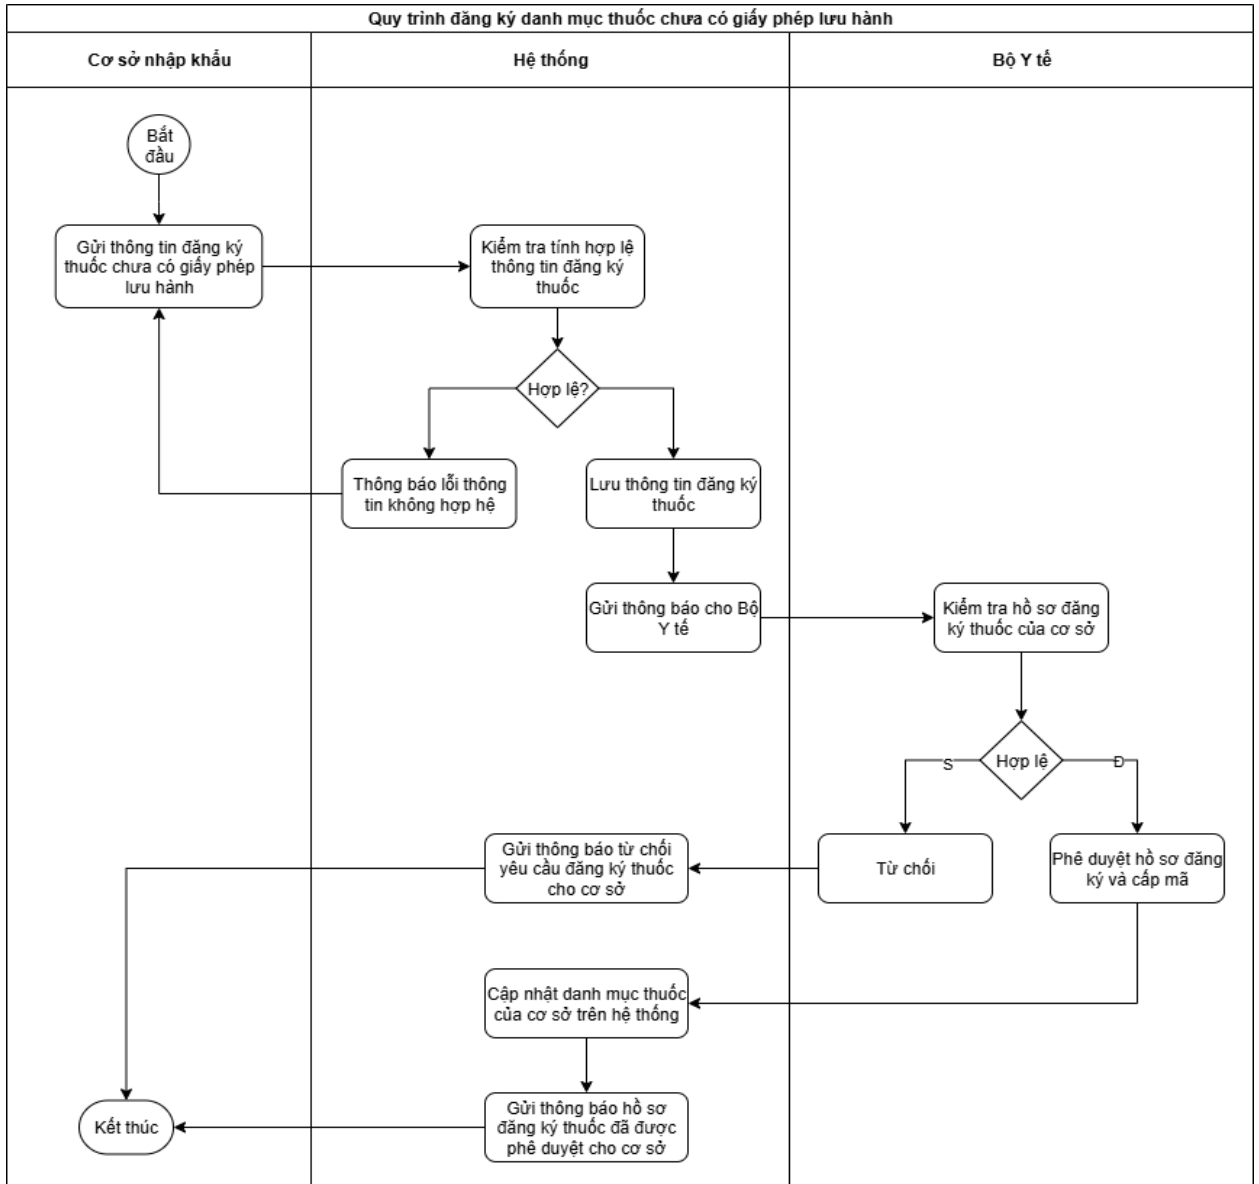 Quy trình đăng ký danh mục thuốc chưa có giấy phép lưu hành
Cơ sở nhập khẩu
Hệ thống
Bộ Y tế
Bắt
đầu
Gửi thông tin đăng ký
thuốc chưa có giấy phép
lưu hành
Kiểm tra tính hợp lệ
thông tin đăng ký
thuốc
Hợp lệ?
Thông báo lỗi thông
tin không hợp hệ
Lưu thông tin đăng ký
thuốc
Gửi thông báo cho Bộ
Y tế
Kiểm tra hồ sơ đăng
ký thuốc của cơ sở
Hợp lệ
S
Đ
Gửi thông báo từ chối
yêu cầu đăng ký thuốc
cho cơ sở
Từ chối
Phê duyệt hồ sơ đăng
ký và cấp mã
Cập nhật danh mục thuốc
của cơ sở trên hệ thống
Kết thúc
Gửi thông báo hồ sơ
đăng ký thuốc đã được
phê duyệt cho cơ sở